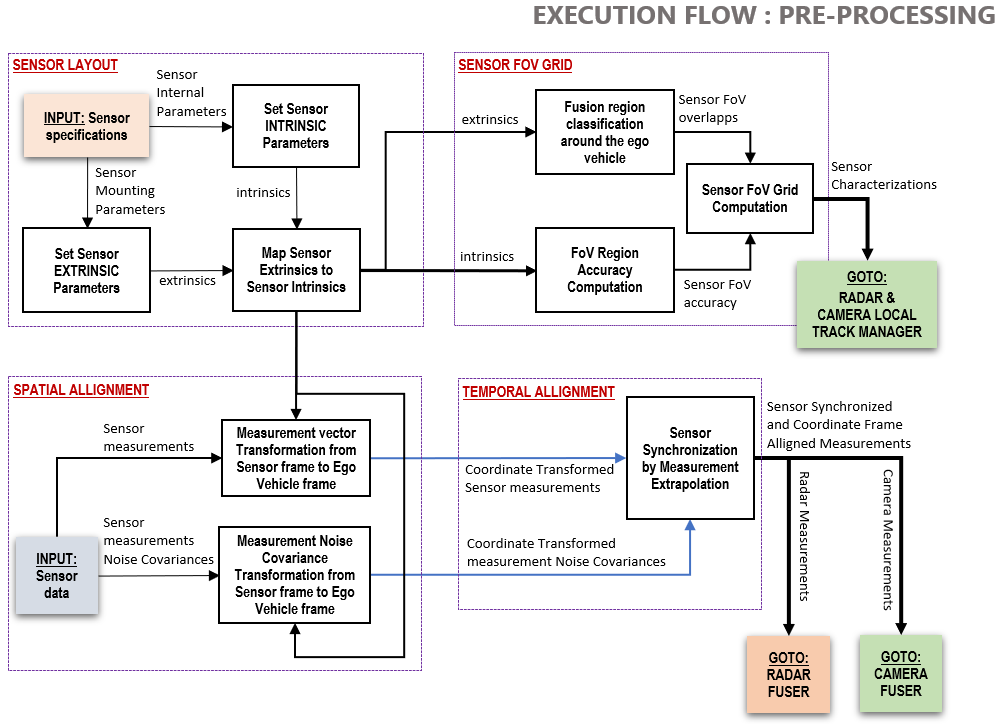 EXECUTION FLOW : PRE-PROCESSING
SENSOR LAYOUT
INPUT: Sensor
specifications
Sensor
Internal
Parameters
Set Sensor
INTRINSIC
Parameters
Sensor
Mounting
Parameters
intrinsics
Set Sensor
EXTRINSIC
Parameters
extrinsics
Map Sensor
Extrinsics to
Sensor Intrinsics
SENSOR FOV GRID
extrinsics
Fusion region
classification
around the ego
vehicle
Sensor FoV
overlapps
intrinsics
FoV Region
Accuracy
Computation
Sensor FoV
accuracy
Sensor FoV Grid
Computation
Sensor
Characterizations
GOTO:
RADAR &
CAMERA LOCAL
TRACK MANAGER
SPATIAL ALLIGNMENT
Sensor
measurements
Measurement vector
Transformation from
Sensor frame to Ego
Vehicle frame
INPUT:
Sensor
data
Sensor
measurements
Noise Covariances
Measurement Noise
Covariance
Transformation from
Sensor frame to Ego
Vehicle frame
TEMPORAL ALLIGNMENT
Coordinate Transformed
Sensor measurements
Coordinate Transformed
measurement Noise Covariances
Sensor
Synchronization
by Measurement
Extrapolation
Sensor Synchronized
and Coordinate Frame
Alligned Measurements
Radar Measurements
Camera Measurements
GOTO:
RADAR
FUSER
GOTO:
CAMERA
FUSER